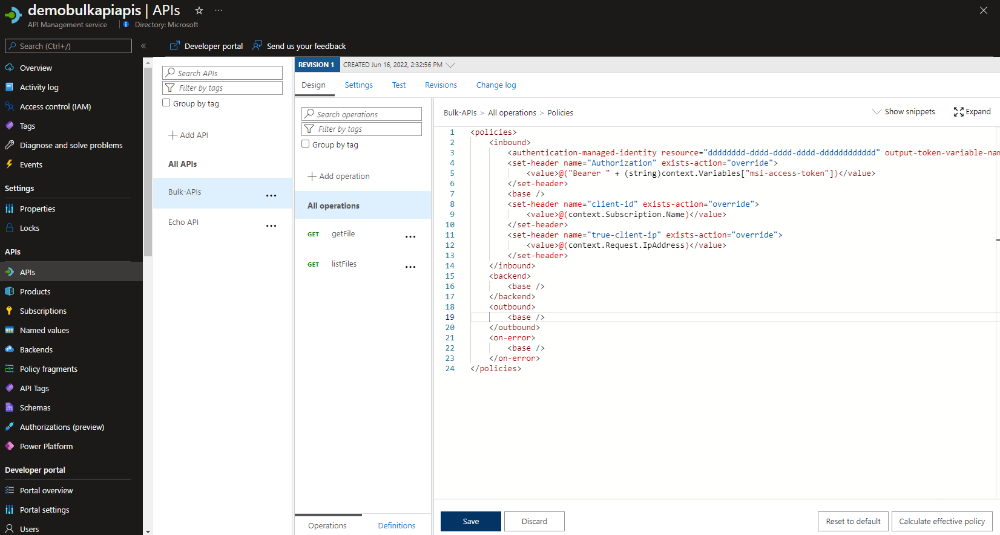 demobulkapiapis | APIs
API Management service
Directory: Microsoft
Search (Ctrl+/)
Overview
Activity log
Access control (IAM)
Tags
Diagnose and solve problems
Events
Settings
Properties
Locks
APIs
APIs
Products
Subscriptions
Named values
Backends
Policy fragments
API Tags
Schemas
Authorizations (preview)
Power Platform
Developer portal
Portal overview
Portal settings
Users
Developer portal
Send us your feedback
Search APIs
Filter by tags
Group by tag
Add API
All APIs
Bulk-APIs
Echo API
REVISION 1
CREATED Jun 16, 2022, 2:32:56 PM
Design
Settings
Test
Revisions
Change log
Search operations
Filter by tags
Group by tag
Add operation
All operations
GET getFile
GET listFiles
Operations
Definitions
Bulk-APIs > All operations > Policies
Show snippets
Expand
1 <policies>
2 <inbound>
3 <authentication-managed-identity resource="dddddddd-dddd-dddd-dddd-dddddddddddd" output-token-variable-nam
4 <set-header name="Authorization" exists-action="override">
5 <value>@("Bearer " + (string)context.Variables["msi-access-token"])</value>
6 </set-header>
7 <base />
8 <set-header name="client-id" exists-action="override">
9 <value>@(context.Subscription.Name)</value>
10 </set-header>
11 <set-header name="true-client-ip" exists-action="override">
12 <value>@(context.Request.IpAddress)</value>
13 </set-header>
14 </inbound>
15 <backend>
16 <base />
17 </backend>
18 <outbound>
19 <base />
20 </outbound>
21 <on-error>
22 <base />
23 </on-error>
24 </policies>
Save
Discard
Reset to default
Calculate effective policy